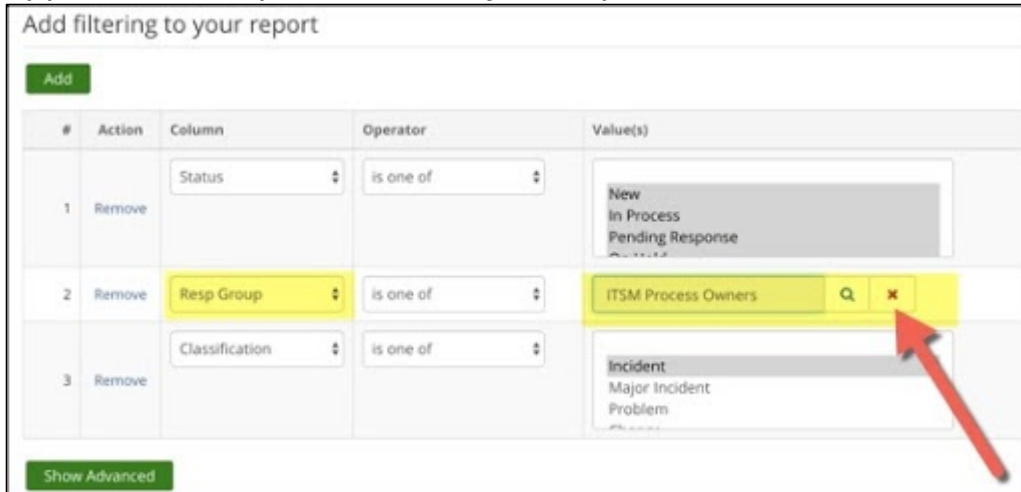 Add filtering to your report
Add
# Action Column Operator Value(s)
1 Remove Status is one of
New
In Process
Pending Response
On Hold
2 Remove Resp Group is one of ITSM Process Owners
3 Remove Classification is one of
Incident
Major Incident
Problem
Show Advanced